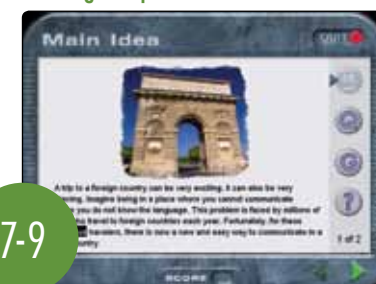 Main Idea
QUIT
A trip to a foreign country can be very exciting. It can also be very
Imagine being in a place where you cannot communicate
you do not know the language. This problem is faced by millions of
who travel to foreign countries each year. Fortunately, for these
travelers, there is now a new and easy way to communicate in a
country.
?
1 of 2
7-9
SCORE